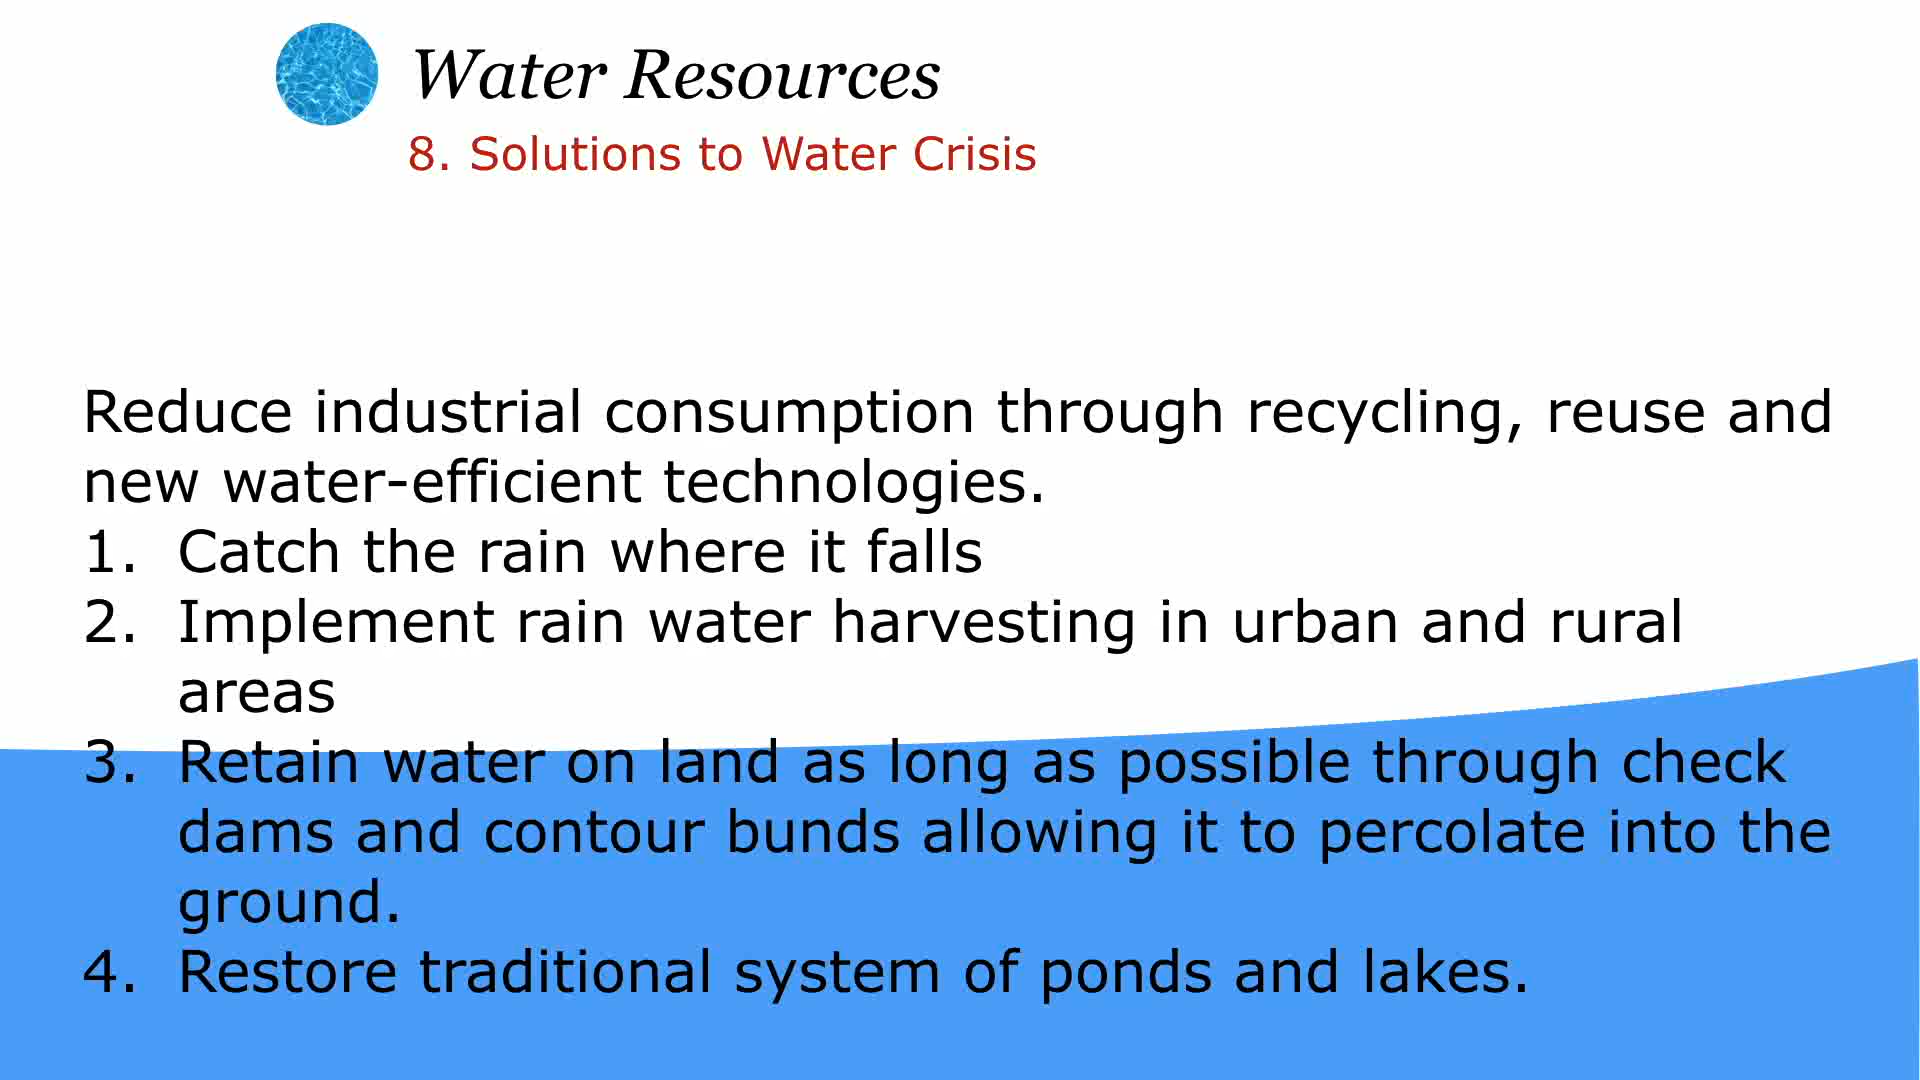 Water Resources
8. Solutions to Water Crisis
Reduce industrial consumption through recycling, reuse and
new water-efficient technologies.
1. Catch the rain where it falls
2. Implement rain water harvesting in urban and rural
areas
3. Retain water on land as long as possible through check
dams and contour bunds allowing it to percolate into the
ground.
4. Restore traditional system of ponds and lakes.